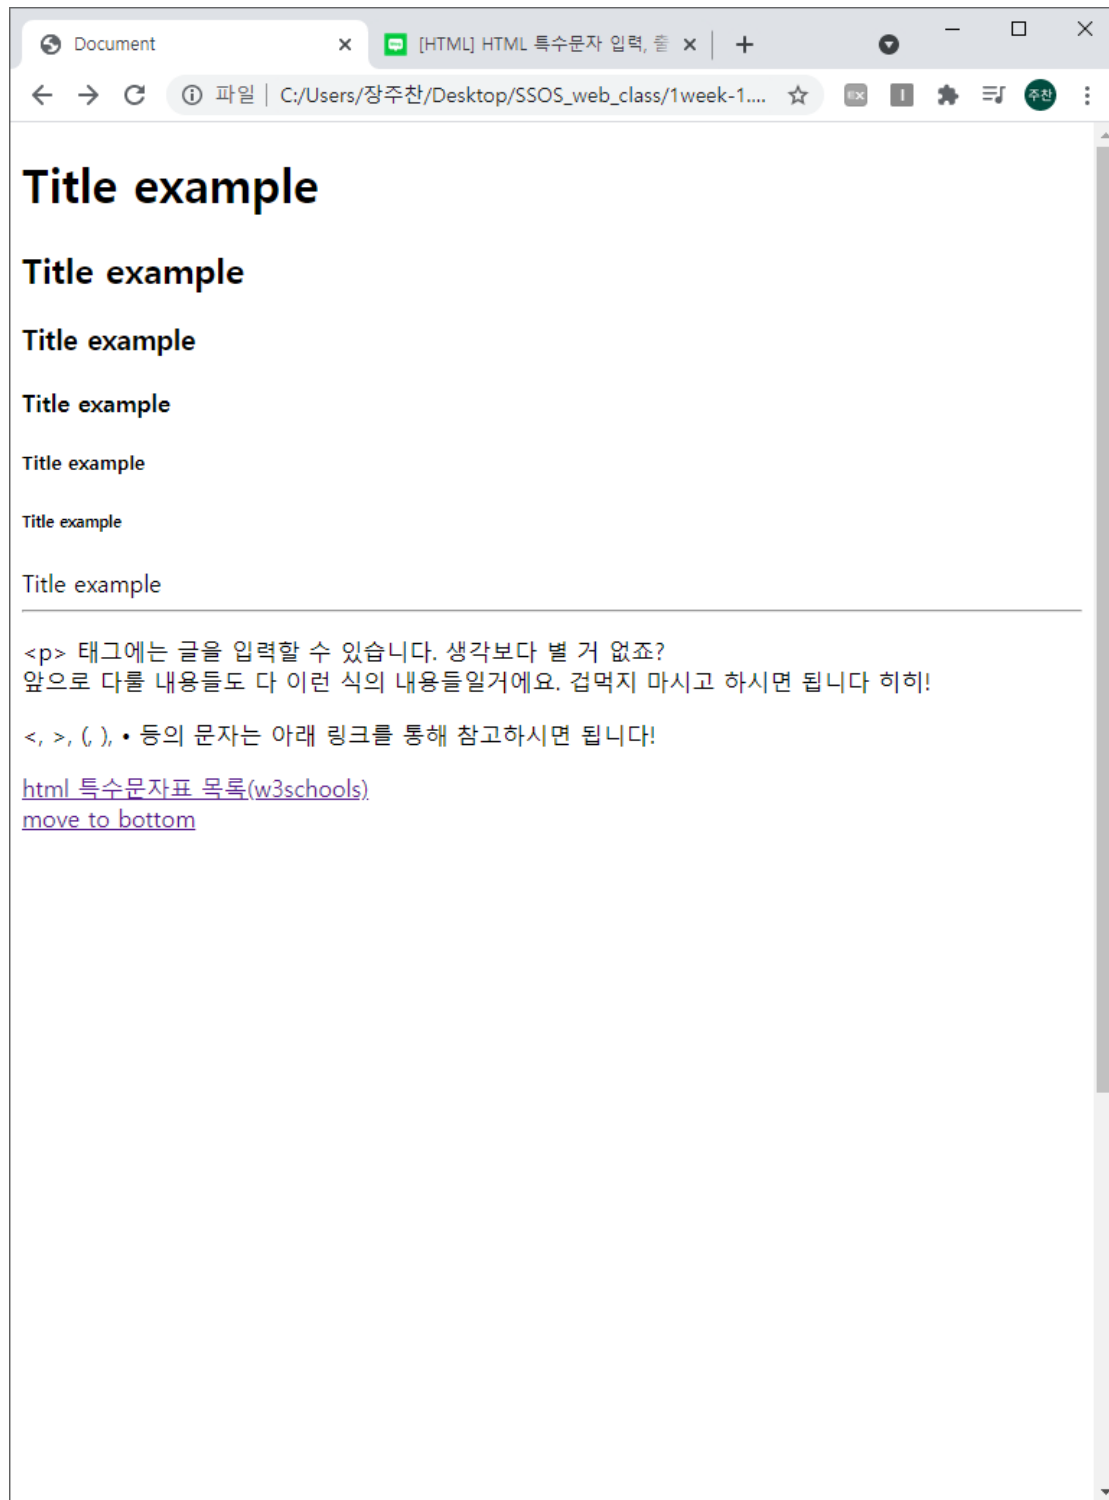 Document
[HTML] HTML 특수문자 입력, 출
파일 | C:/Users/장주찬/Desktop/SSOS_web_class/1week-1....
EX
I
주찬
Title example
Title example
Title example
Title example
Title example
Title example
Title example
<p> 태그에는 글을 입력할 수 있습니다. 생각보다 별 거 없죠?
앞으로 다룰 내용들도 다 이런 식의 내용들일거에요. 겁먹지 마시고 하시면 됩니다 히히!
<, >, (, ), • 등의 문자는 아래 링크를 통해 참고하시면 됩니다!
html 특수문자표 목록(w3schools)
move to bottom